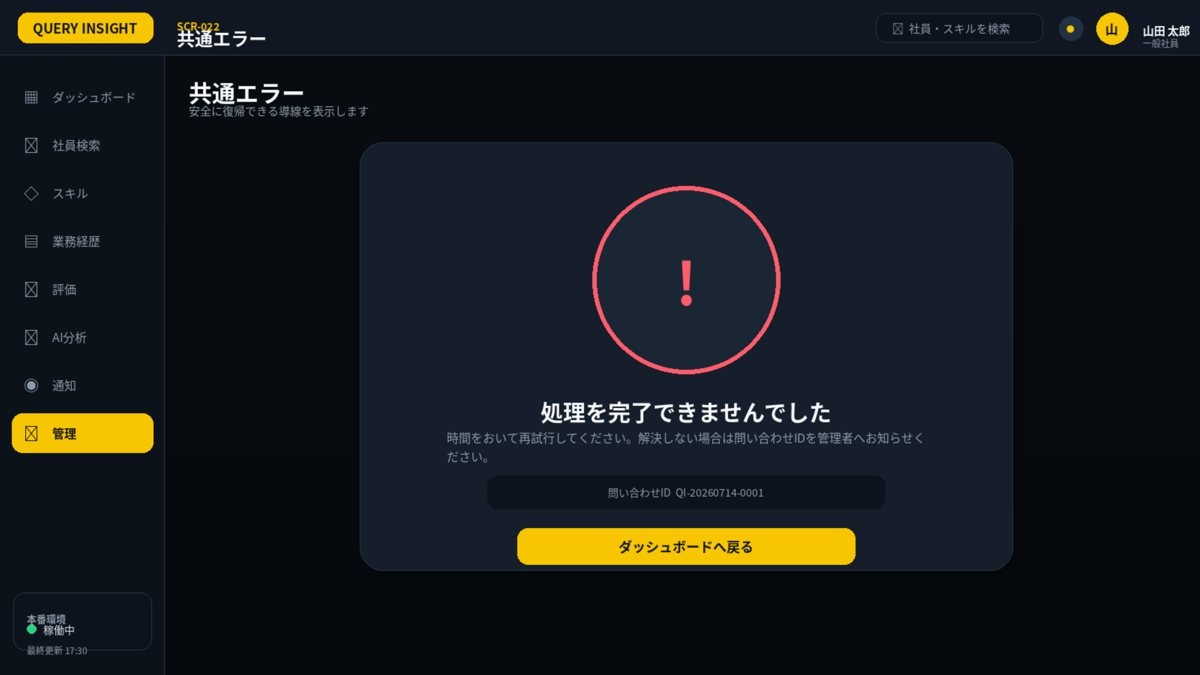 QUERY INSIGHT
SCR-022
共通エラー
社員・スキルを検索
山
山田 太郎
一般社員
ダッシュボード
社員検索
スキル
業務経歴
評価
AI分析
通知
管理
本番環境
稼働中
最終更新 17:30
共通エラー
安全に復帰できる導線を表示します
!
処理を完了できませんでした
時間をおいて再試行してください。解決しない場合は問い合わせIDを管理者へお知らせく
ださい。
問い合わせID QI-20260714-0001
ダッシュボードへ戻る